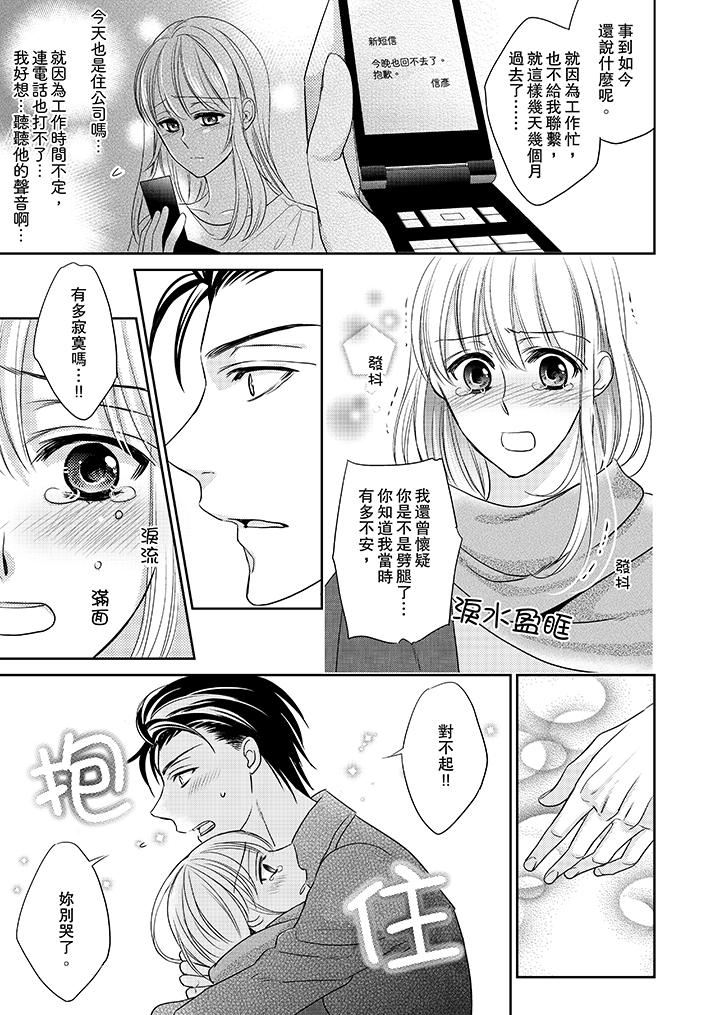 事到如今
還說什麼呢。
就因為工作忙，
也不給我聯繫，
就這樣幾天幾個月
過去了……
新短信
今晚也回不去了。
抱歉。
信彥
今天也是住公司嗎…
就因為工作時間不定，
連電話也打不了…
我好想…聽聽他的聲音啊…
發抖
發抖
淚水盈眶
我還曾懷疑
你是不是劈腿了…
你知道我當時
有多不安，
有多寂寞嗎…!!
淚流
滿面
對不起!!
抱
住
妳別哭了。